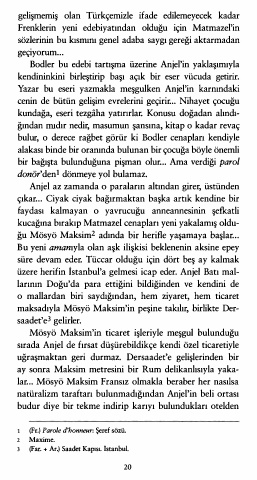 gelişmemiş olan Türkçemizle ifade edilemeyecek kadar
Frenklerin yeni edebiyatından olduğu için Matmazel'in
sözlerinin bu kısmını genel adaba saygı gereği aktarmadan
geçiyorum...
Bodler bu edebi tartışma üzerine Anjel'in yaklaşımıyla
kendininkini birleştirip başı açık bir eser vücuda getirir.
Yazar bu eseri yazmakla meşgulken Anjel'in karnındaki
cenin de bütün gelişim evrelerini geçirir... Nihayet çocuğu
kundağa, eseri tezgâha yatırırlar. Konusu doğadan alındı-
ğından mıdır nedir, masumun şansına, kitap o kadar revaç
bulur, o derece rağbet görür ki Bodler cenapları kendiyle
alakası binde bir oranında bulunan bir çocuğa böyle önemli
bir bağışta bulunduğuna pişman olur... Ama verdiği parol
donör'den¹ dönmeye yol bulamaz.
Anjel az zamanda o paraların altından girer, üstünden
çıkar... Ciyak ciyak bağırmaktan başka artık kendine bir
faydası kalmayan o yavrucuğu anneannesinin şefkatli
kucağına bırakıp Matmazel cenapları yeni yakalamış oldu-
ğu Mösyö Maksim² adında bir herifle yaşamaya başlar...
Bu yeni amamıyla olan aşk ilişkisi beklenenin aksine epey
süre devam eder. Tüccar olduğu için dört beş ay kalmak
üzere herifin İstanbul'a gelmesi icap eder. Anjel Batı mal-
larının Doğu'da para ettiğini bildiğinden ve kendini de
o mallardan biri saydığından, hem ziyaret, hem ticaret
maksadıyla Mösyö Maksim'in peşine takılır, birlikte Der-
saadet'e³ gelirler.
Mösyö Maksim'in ticaret işleriyle meşgul bulunduğu
sırada Anjel de fırsat düşürebildikçe kendi özel ticaretiyle
uğraşmaktan geri durmaz. Dersaadet'e gelişlerinden bir
ay sonra Maksim metresini bir Rum delikanlısıyla yaka-
lar... Mösyö Maksim Fransız olmakla beraber her nasılsa
natüralizm taraftarı bulunmadığından Anjel'in beli ortası
budur diye bir tekme indirip karıyı bulundukları otelden
1 (Fr.) Parole d'honneur: Şeref sözü.
2 Maxime.
3 (Far. + Ar.) Saadet Kapısı. İstanbul.
20